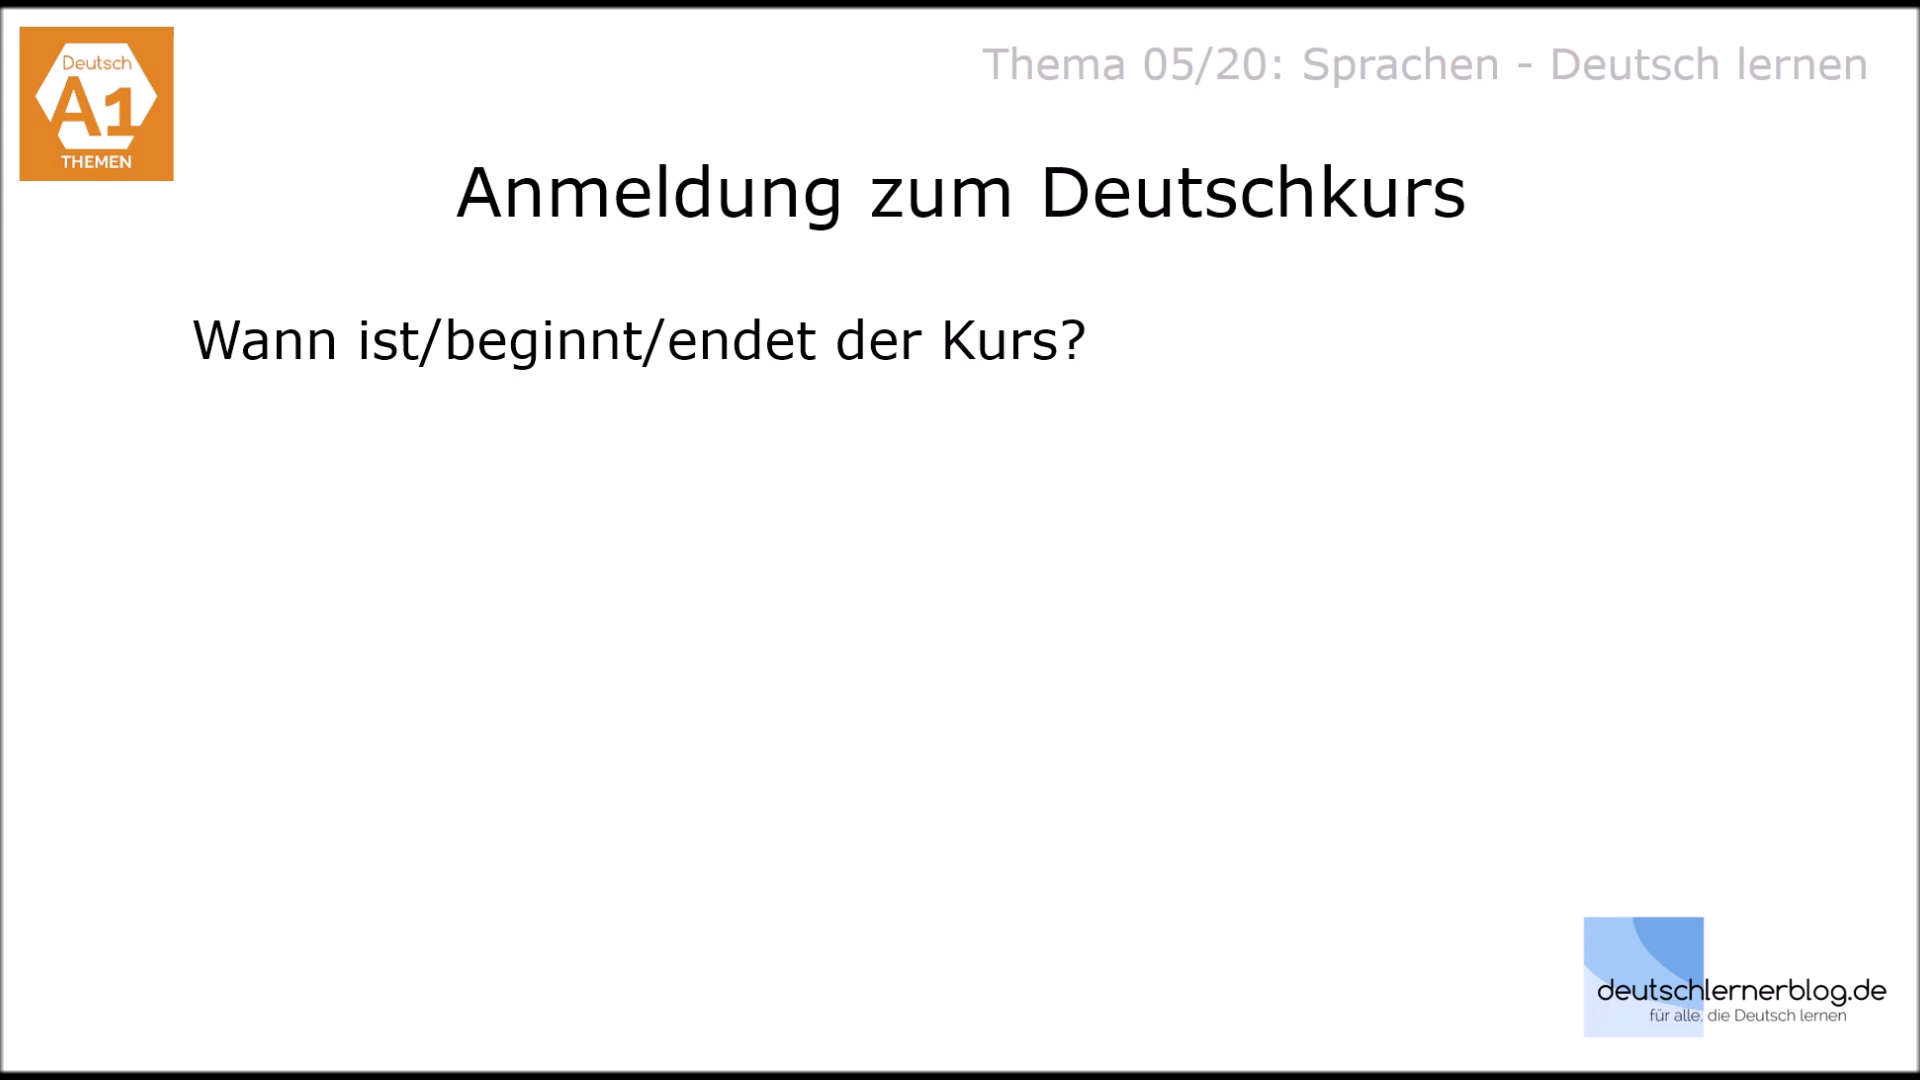 Deutsch
A1
THEMEN
Thema 05/20: Sprachen - Deutsch lernen
Anmeldung zum Deutschkurs
Wann ist/beginnt/endet der Kurs?
deutschlernerblog.de
für alle, die Deutsch lernen